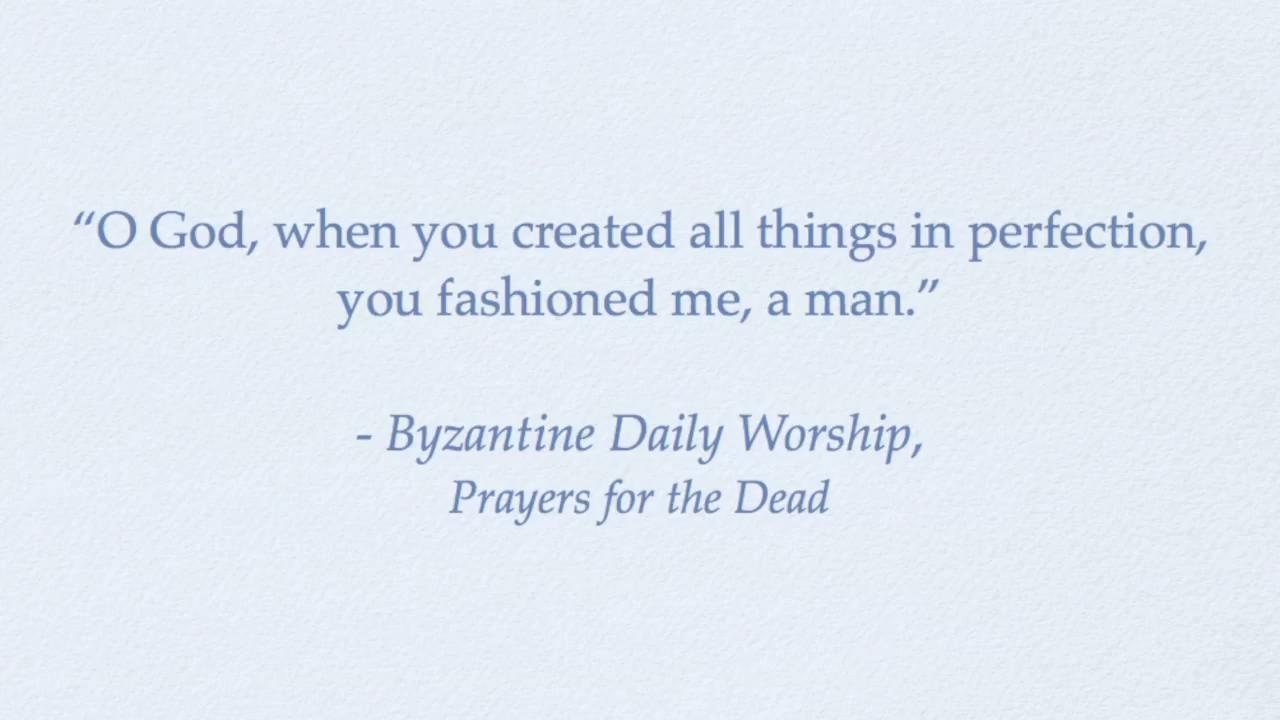 “O God, when you created all things in perfection,
you fashioned me, a man.”
- Byzantine Daily Worship,
Prayers for the Dead